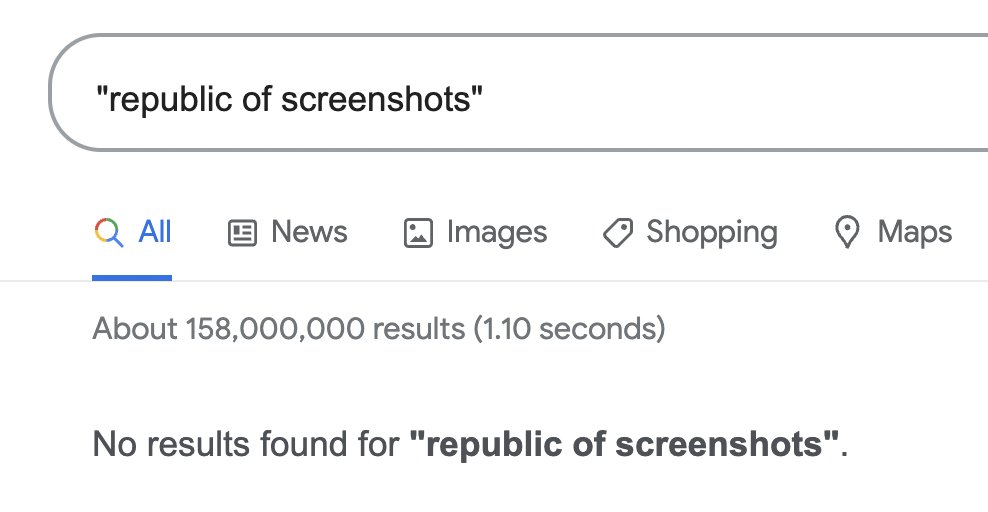 "republic of screenshots"
All News Images Shopping Maps
About 158,000,000 results (1.10 seconds)
No results found for "republic of screenshots".